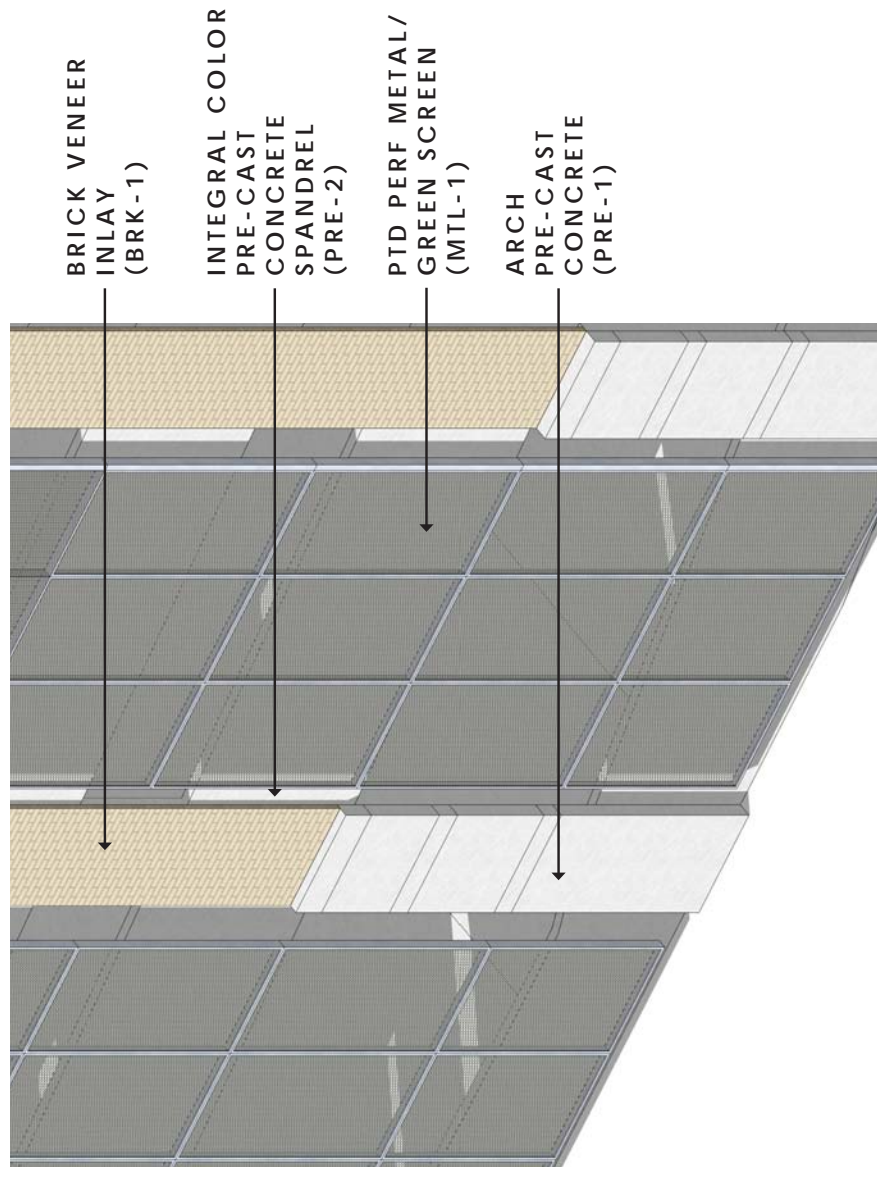 BRICK VENEER
INLAY
(BRK-1)
INTEGRAL COLOR
PRE-CAST
CONCRETE
SPANDREL
(PRE-2)
PTD PERF METAL/
GREEN SCREEN
(MTL-1)
ARCH
PRE-CAST
CONCRETE
(PRE-1)